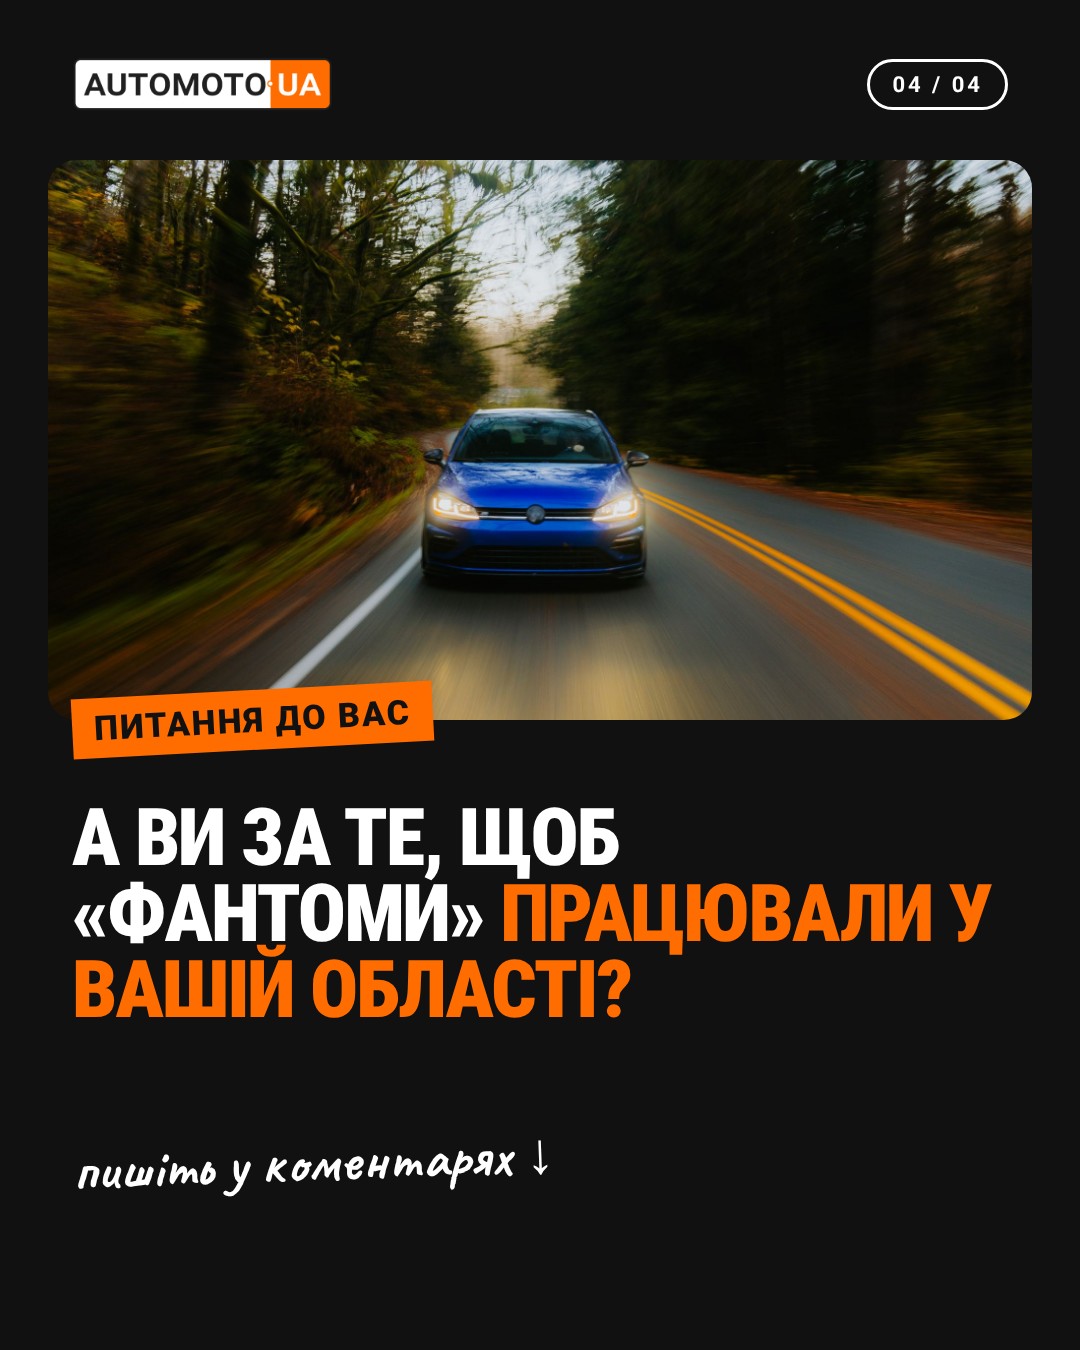 AUTOMOTO UA
04 / 04
ПИТАННЯ ДО ВАС
А ВИ ЗА ТЕ, ЩОБ
«ФАНТОМИ» ПРАЦЮВАЛИ У
ВАШІЙ ОБЛАСТІ?
пишіть у коментарях ↓